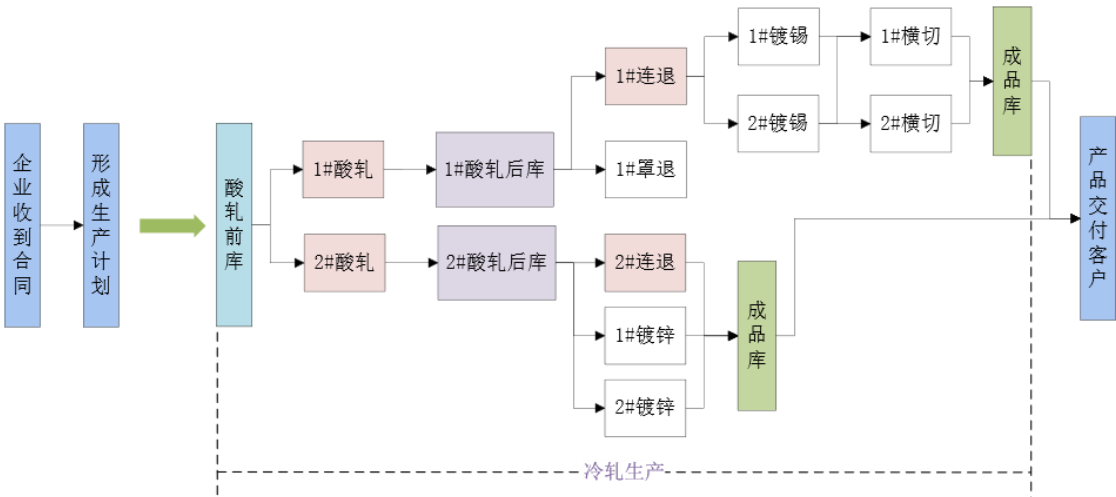 企业收到合同
形成生产计划
酸轧前库
1#酸轧
2#酸轧
1#酸轧后库
2#酸轧后库
1#连退
1#罩退
2#连退
1#镀锌
2#镀锌
1#镀锡
2#镀锡
1#横切
2#横切
成品库
成品库
产品交付客户
冷轧生产